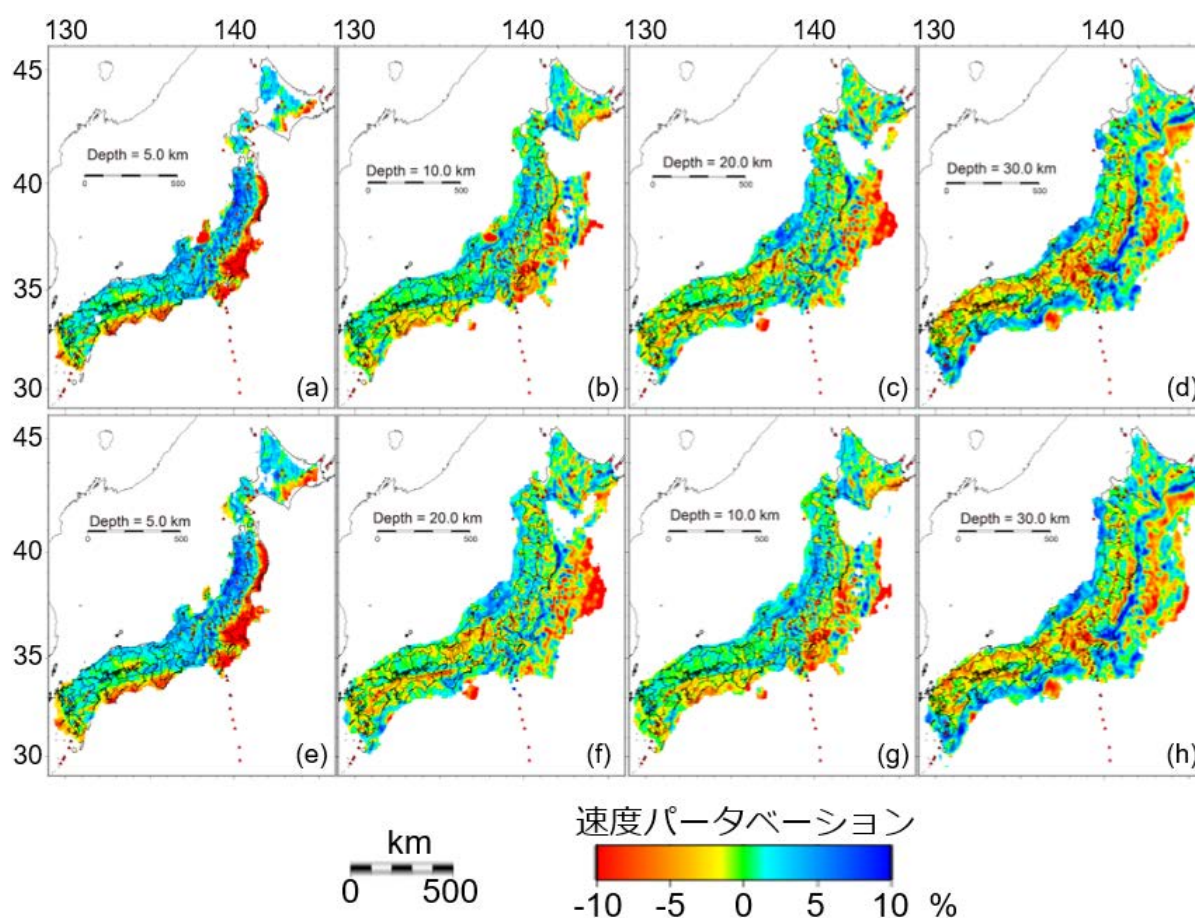 130 140 130 140 130 140 130 140
45
40
35
30
Depth = 5.0 km
0 500
(a)
Depth = 10.0 km
0 500
(b)
Depth = 20.0 km
0 500
(c)
Depth = 30.0 km
0 500
(d)
45
40
35
30
Depth = 5.0 km
0 500
(e)
Depth = 20.0 km
0 500
(f)
Depth = 10.0 km
0 500
(g)
Depth = 30.0 km
0 500
(h)
km
0 500
速度パータベーション
-10 -5 0 5 10 %